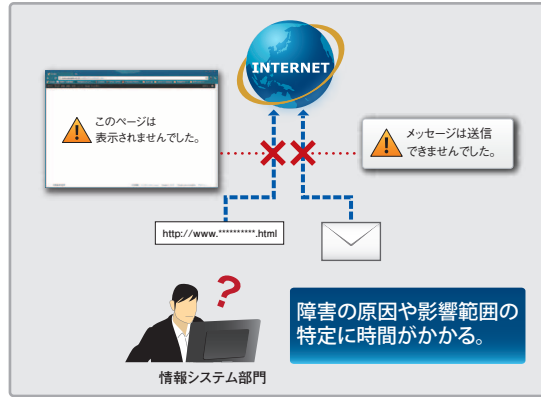 INTERNET
このページは
表示されませんでした。
メッセージは送信
できませんでした。
http://www.**********.html
?
障害の原因や影響範囲の
特定に時間がかかる。
情報システム部門